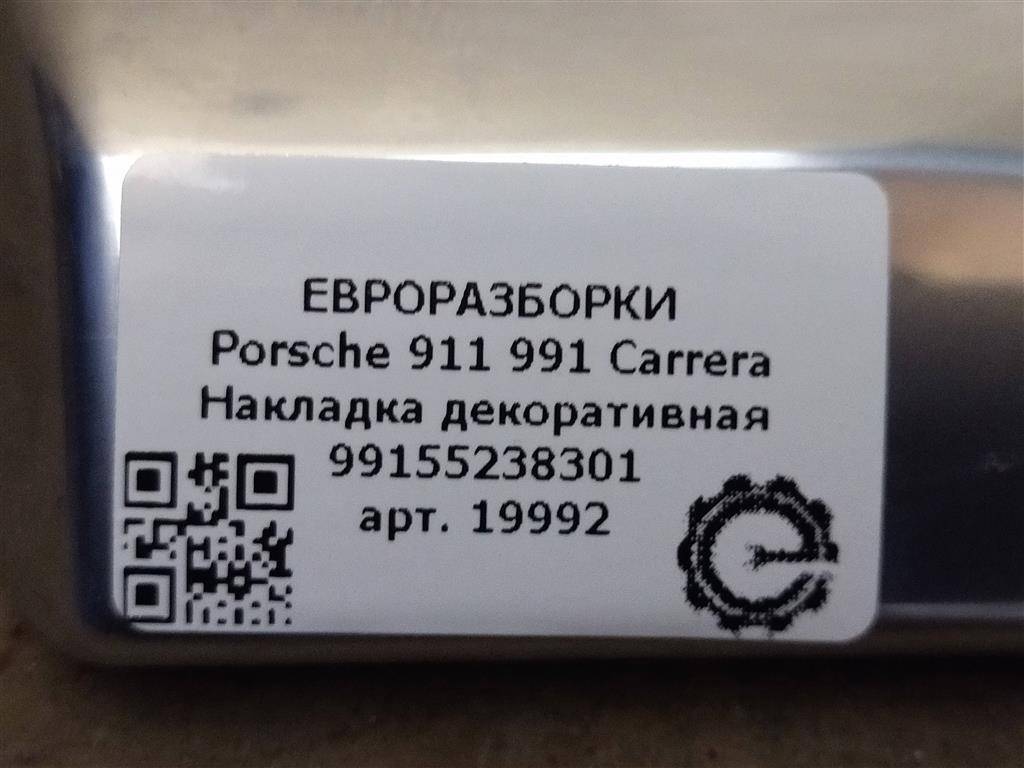 ЕВРОРАЗБОРКИ
Porsche 911 991 Carrera
Накладка декоративная
99155238301
арт. 19992